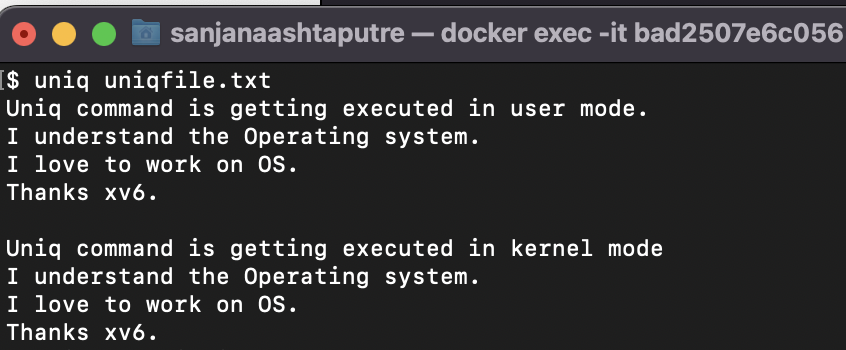 sanjanaashtaputre — docker exec -it bad2507e6c056
$ uniq uniqfile.txt
Uniq command is getting executed in user mode.
I understand the Operating system.
I love to work on OS.
Thanks xv6.
Uniq command is getting executed in kernel mode
I understand the Operating system.
I love to work on OS.
Thanks xv6.